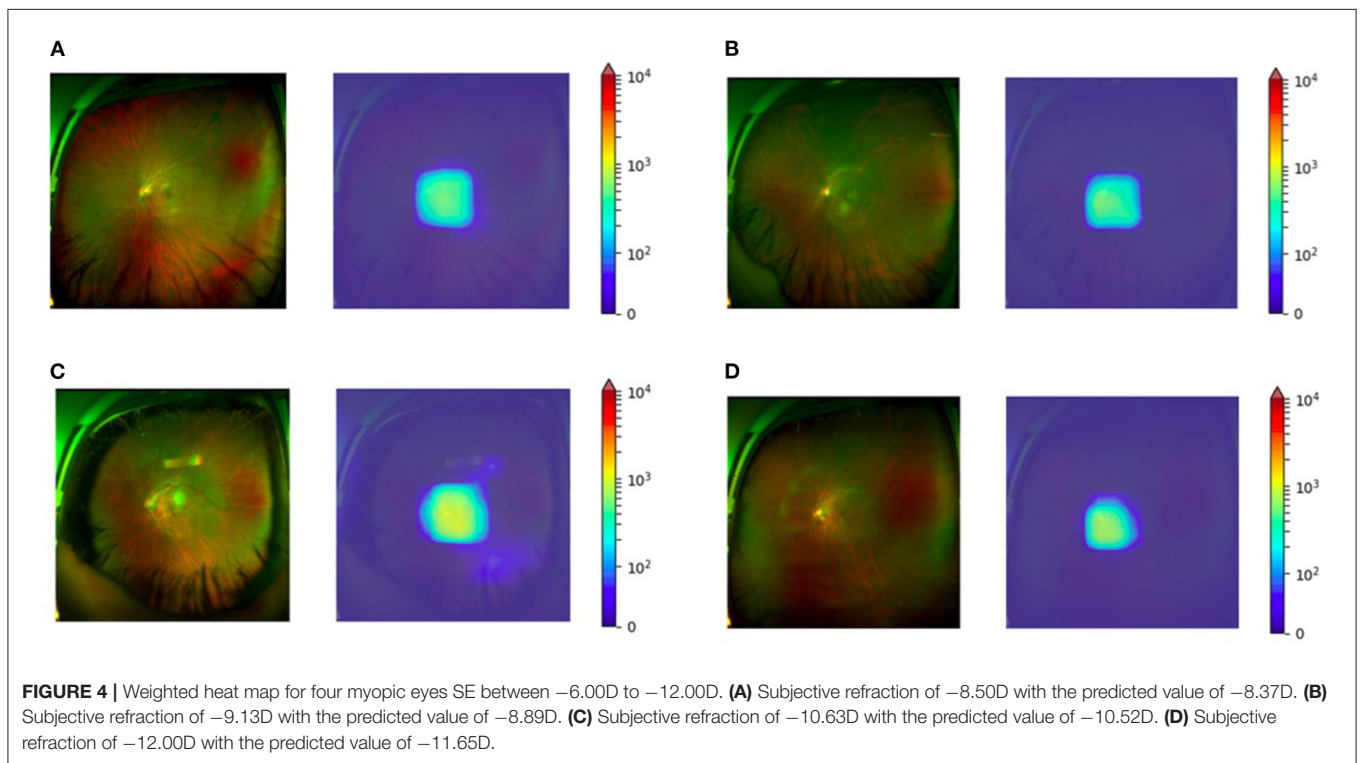 A
10⁴
10³
10²
0
B
10⁴
10³
10²
0
C
10⁴
10³
10²
0
D
10⁴
10³
10²
0
FIGURE 4 | Weighted heat map for four myopic eyes SE between −6.00D to −12.00D. (A) Subjective refraction of −8.50D with the predicted value of −8.37D. (B)
Subjective refraction of −9.13D with the predicted value of −8.89D. (C) Subjective refraction of −10.63D with the predicted value of −10.52D. (D) Subjective
refraction of −12.00D with the predicted value of −11.65D.